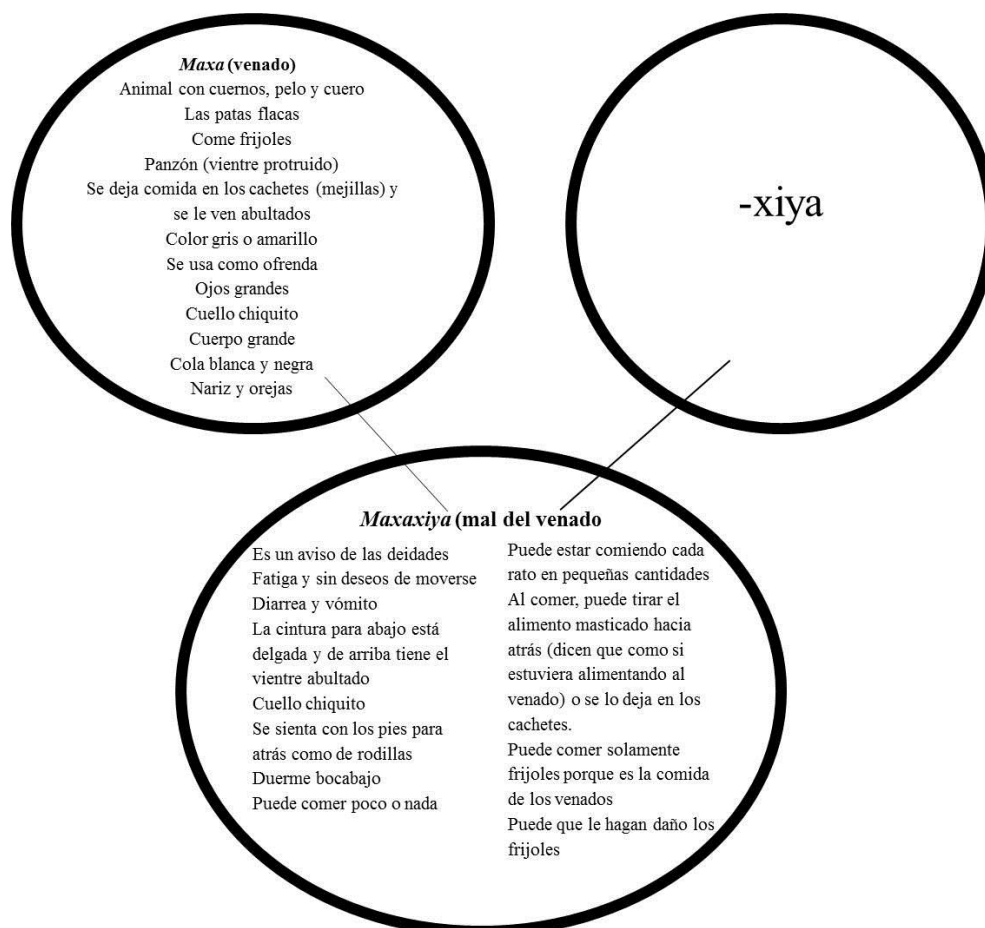 Maxa (venado)
Animal con cuernos, pelo y cuero
Las patas flacas
Come frijoles
Panzón (vientre protruido)
Se deja comida en los cachetes (mejillas) y
se le ven abultados
Color gris o amarillo
Se usa como ofrenda
Ojos grandes
Cuello chiquito
Cuerpo grande
Cola blanca y negra
Nariz y orejas
-xiya
Maxaxiya (mal del venado
Es un aviso de las deidades
Fatiga y sin deseos de moverse
Diarrea y vómito
La cintura para abajo está
delgada y de arriba tiene el
vientre abultado
Cuello chiquito
Se sienta con los pies para
atrás como de rodillas
Duerme bocabajo
Puede comer poco o nada
Puede estar comiendo cada
rato en pequeñas cantidades
Al comer, puede tirar el
alimento masticado hacia
atrás (dicen que como si
estuviera alimentando al
venado) o se lo deja en los
cachetes.
Puede comer solamente
frijoles porque es la comida
de los venados
Puede que le hagan daño los
frijoles